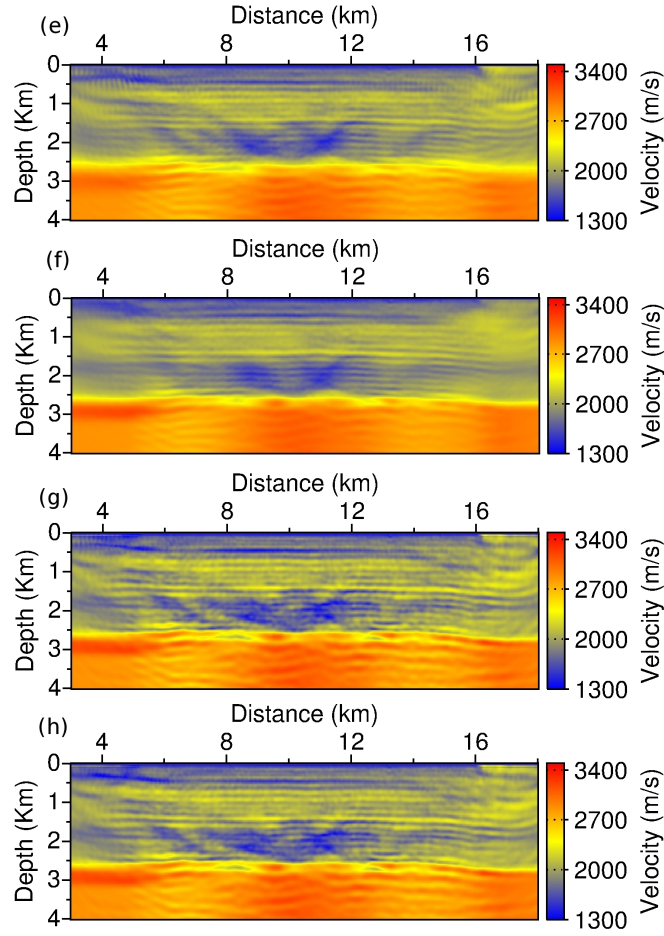 (e) Distance (km)
4 8 12 16
0 1 2 3 4
Depth (Km)
3400 2700 2000 1300
Velocity (m/s)
(f) Distance (km)
4 8 12 16
0 1 2 3 4
Depth (Km)
3400 2700 2000 1300
Velocity (m/s)
(g) Distance (km)
4 8 12 16
0 1 2 3 4
Depth (Km)
3400 2700 2000 1300
Velocity (m/s)
(h) Distance (km)
4 8 12 16
0 1 2 3 4
Depth (Km)
3400 2700 2000 1300
Velocity (m/s)